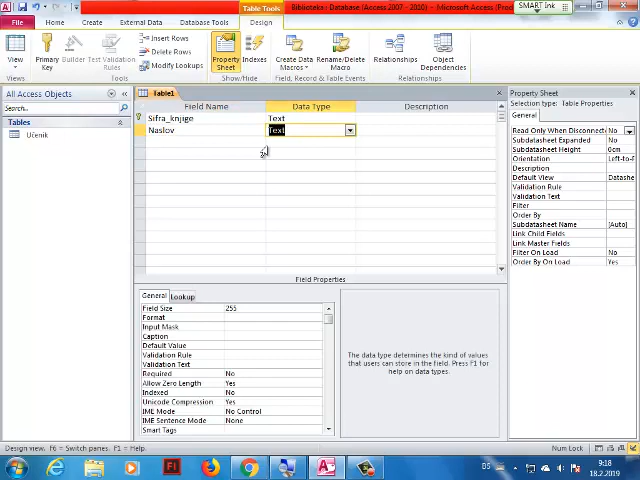 Table Tools
Biblioteka : Database (Access 2007 - 2010) - Microsoft Access (Prod
SMART Ink
File
Home
Create
External Data
Database Tools
Design
View
Primary Key
Builder
Test Validation Rules
Insert Rows
Delete Rows
Modify Lookups
Property Sheet
Indexes
Create Data Macros
Rename/Delete Macro
Relationships
Object Dependencies
Views
Tools
Show/Hide
Field, Record & Table Events
Relationships
All Access Objects
Search...
Tables
Učenik
Table1
Field Name Data Type Description
Sifra_knjige Text
Naslov Text
Field Properties
General Lookup
Field Size 255
Format
Input Mask
Caption
Default Value
Validation Rule
Validation Text
Required No
Allow Zero Length Yes
Indexed No
Unicode Compression Yes
IME Mode No Control
IME Sentence Mode None
Smart Tags
The data type determines the kind of values
that users can store in the field. Press F1 for
help on data types.
Property Sheet
Selection type: Table Properties
General
Read Only When Disconnect No
Subdatasheet Expanded No
Subdatasheet Height 0cm
Orientation Left-to-F
Description
Default View Datashe
Validation Rule
Validation Text
Filter
Order By
Subdatasheet Name [Auto]
Link Child Fields
Link Master Fields
Filter On Load No
Order By On Load Yes
Design view. F6 = Switch panes. F1 = Help.
Num Lock
BS
9:18
18.2.2019